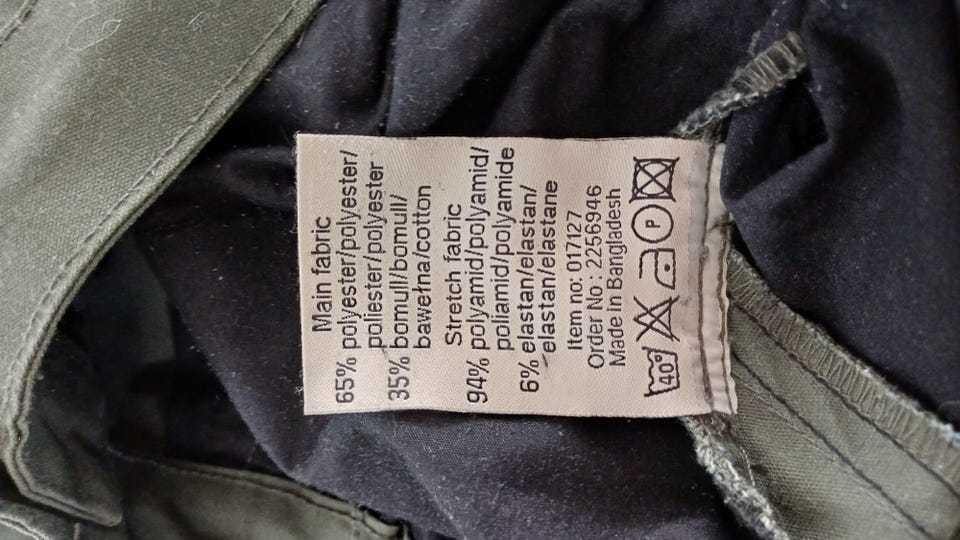 Main fabric
65% polyester/polyester/
poliester/polyester
35% bomull/bomull/
bawełna/cotton
Stretch fabric
94% polyamid/polyamid/
poliamid/polyamide
6% elastan/elastan/
elastan/elastane
Item no: 017127
Order No : 2256946
Made in Bangladesh
40° P